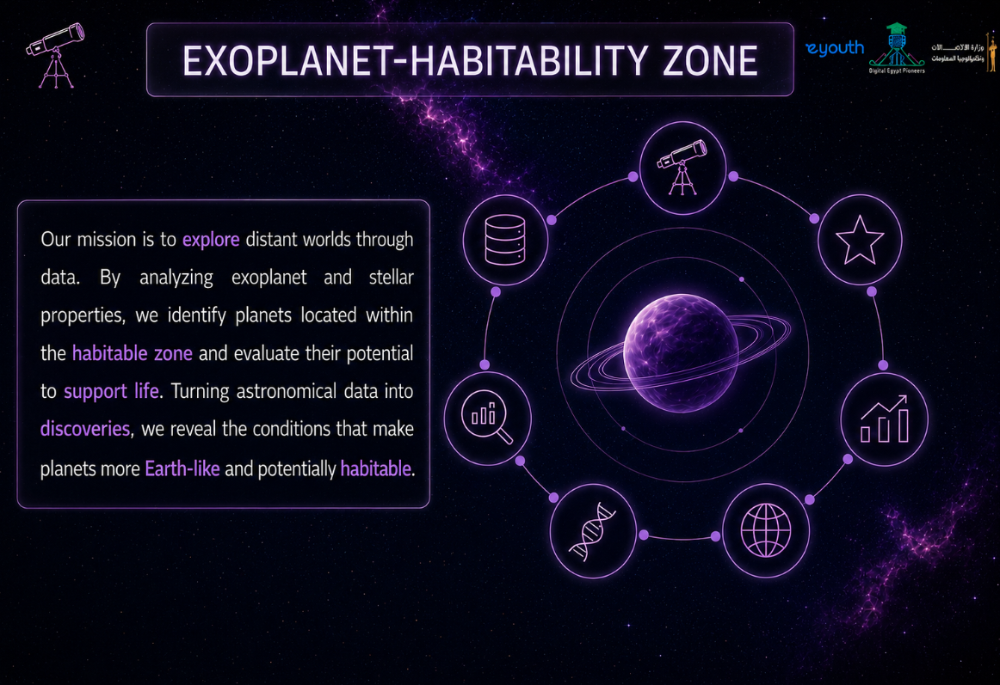 EXOPLANET-HABITABILITY ZONE
eyouth
Digital Egypt Pioneers
وزارة الاتصـــــالات
وتكنولوجيا المعلومات
Our mission is to explore distant worlds through
data. By analyzing exoplanet and stellar
properties, we identify planets located within
the habitable zone and evaluate their potential
to support life. Turning astronomical data into
discoveries, we reveal the conditions that make
planets more Earth-like and potentially habitable.